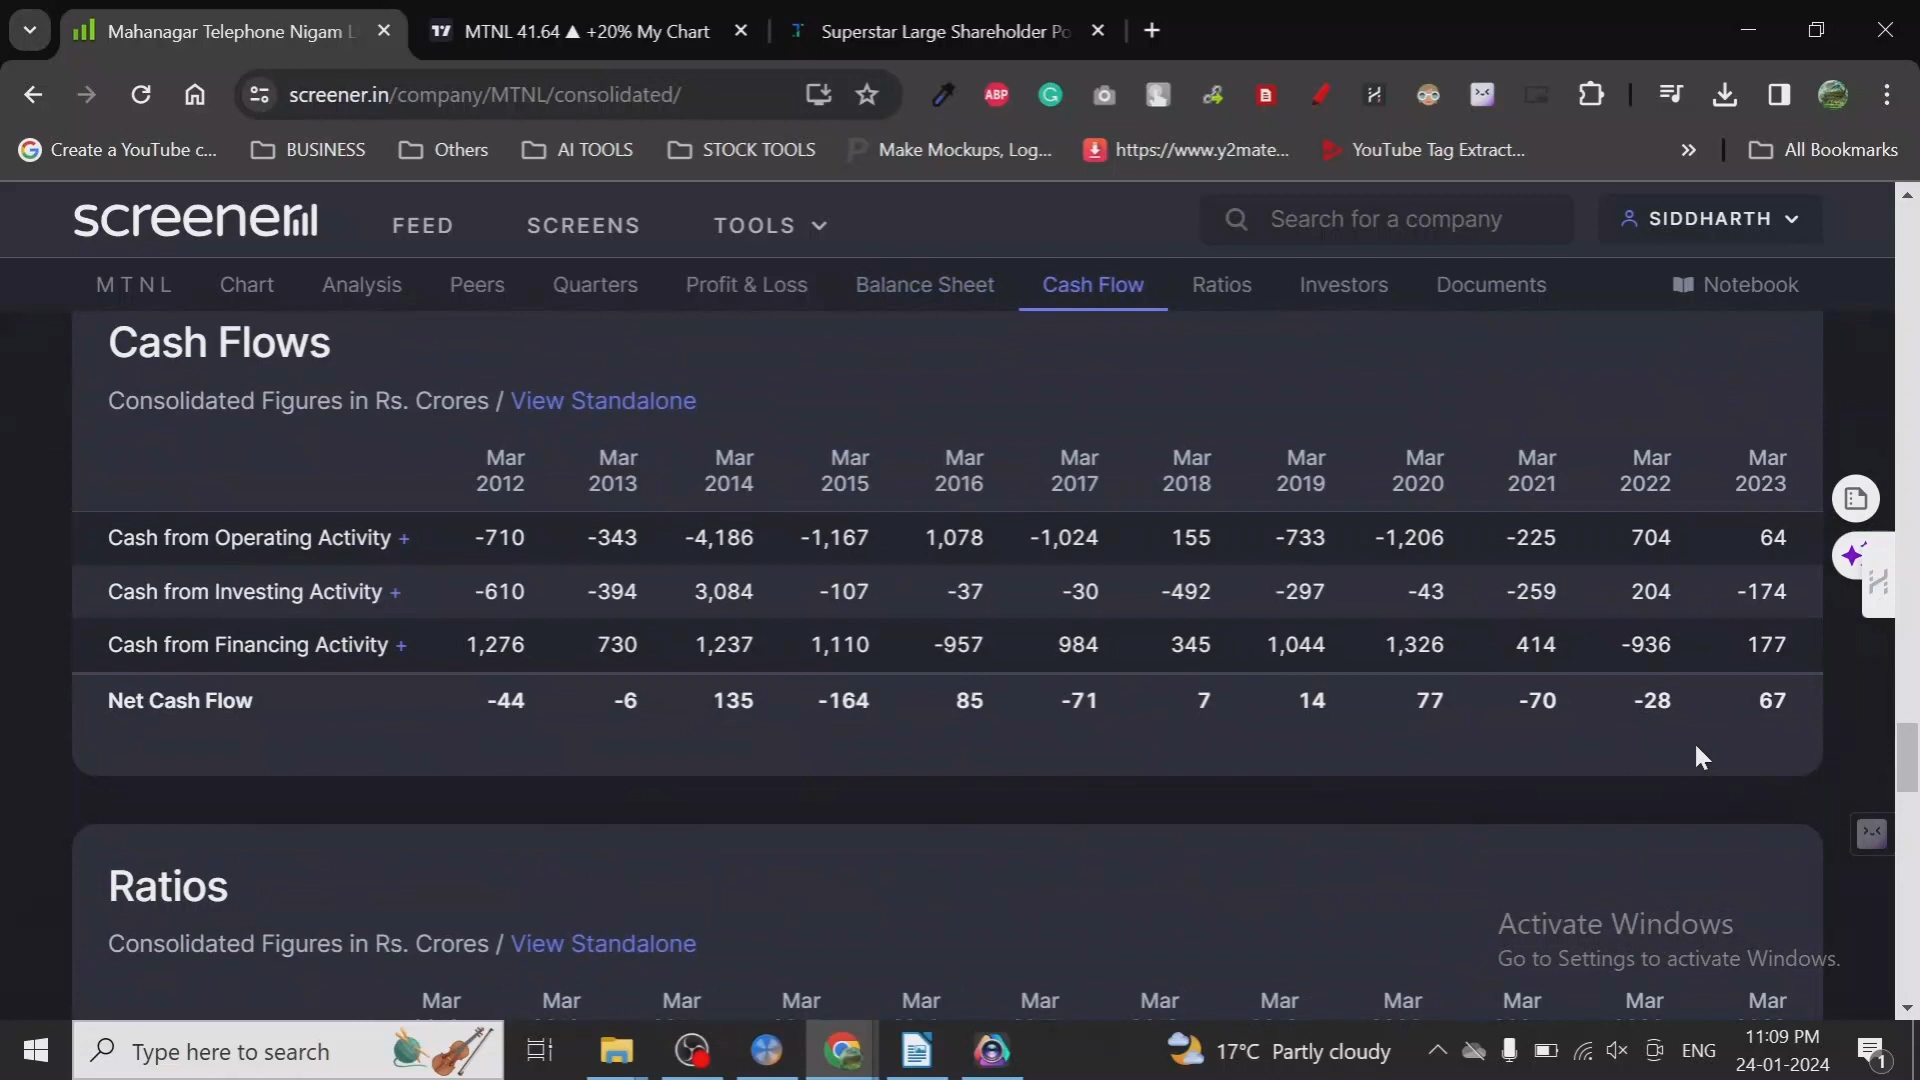 Mahanagar Telephone Nigam L
MTNL 41.64 ▲ +20% My Chart
Superstar Large Shareholder Po
screener.in/company/MTNL/consolidated/
ABP
Create a YouTube c...
BUSINESS
Others
AI TOOLS
STOCK TOOLS
Make Mockups, Log...
https://www.y2mate...
YouTube Tag Extract...
All Bookmarks
screener
FEED
SCREENS
TOOLS
Search for a company
SIDDHARTH
M T N L
Chart
Analysis
Peers
Quarters
Profit & Loss
Balance Sheet
Cash Flow
Ratios
Investors
Documents
Notebook
Cash Flows
Consolidated Figures in Rs. Crores / View Standalone
Mar 2012 Mar 2013 Mar 2014 Mar 2015 Mar 2016 Mar 2017 Mar 2018 Mar 2019 Mar 2020 Mar 2021 Mar 2022 Mar 2023
Cash from Operating Activity + -710 -343 -4,186 -1,167 1,078 -1,024 155 -733 -1,206 -225 704 64
Cash from Investing Activity + -610 -394 3,084 -107 -37 -30 -492 -297 -43 -259 204 -174
Cash from Financing Activity + 1,276 730 1,237 1,110 -957 984 345 1,044 1,326 414 -936 177
Net Cash Flow -44 -6 135 -164 85 -71 7 14 77 -70 -28 67
Ratios
Consolidated Figures in Rs. Crores / View Standalone
Mar Mar Mar Mar Mar Mar Mar Mar Mar Mar Mar Mar
Activate Windows
Go to Settings to activate Windows.
Type here to search
17°C Partly cloudy
ENG
11:09 PM
24-01-2024
1